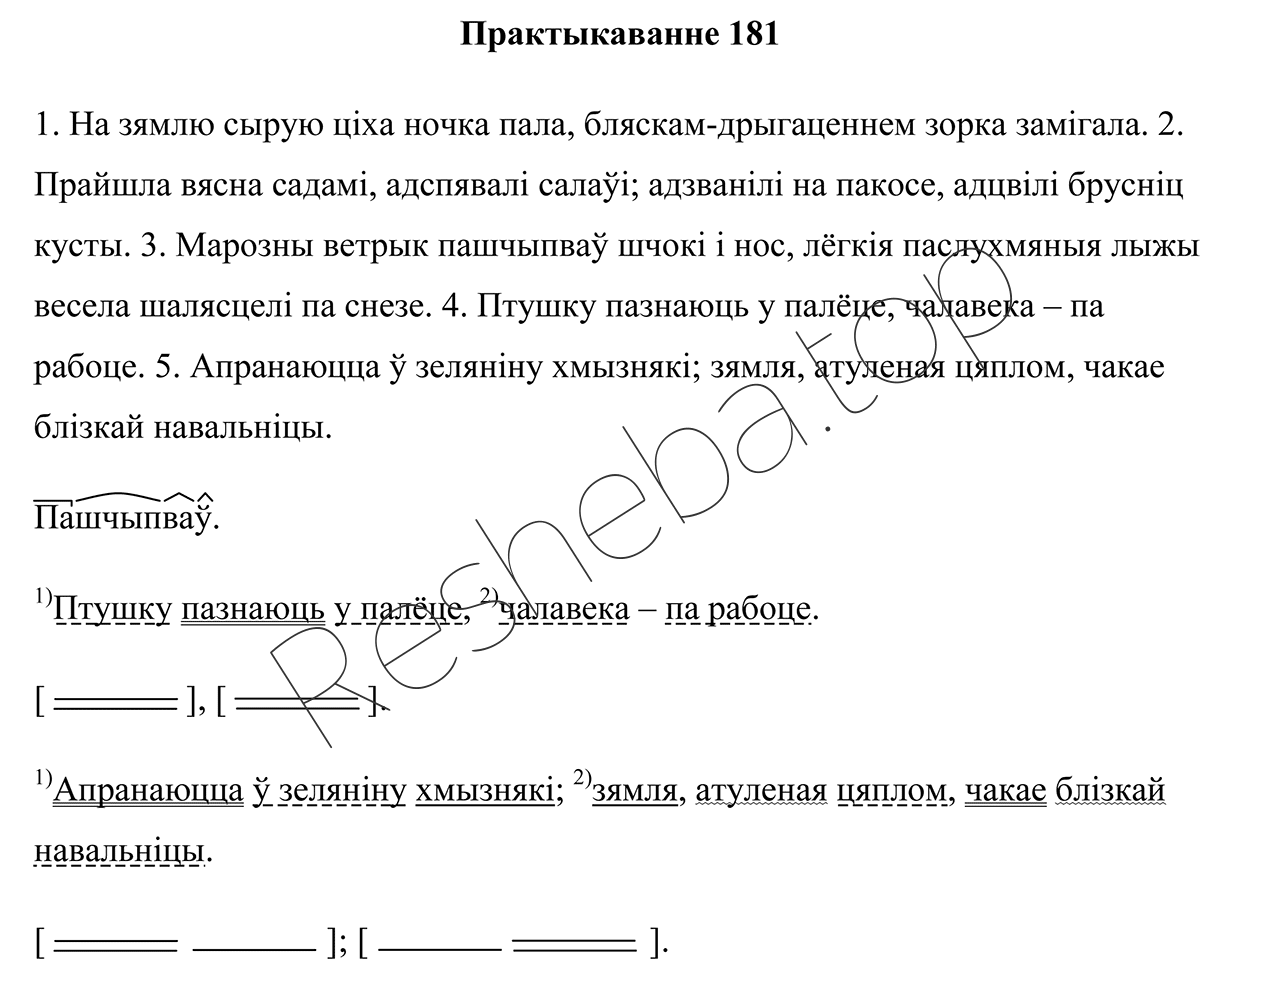 Практыкаванне 181
1. На зямлю сырую ціха ночка пала, бляскам-дрыгаценнем зорка замігала. 2.
Прайшла вясна садамі, адспявалі салаўі; адзванілі на пакосе, адцвілі брусніц
кусты. 3. Марозны ветрык пашчыпваў шчокі і нос, лёгкія паслухмяныя лыжы
весела шалясцелі па снезе. 4. Птушку пазнаюць у палёце, чалавека – па
рабоце. 5. Апранаюцца ў зеляніну хмызнякі; зямля, атуленая цяплом, чакае
блізкай навальніцы.
Пашчыпваў.
1)Птушку пазнаюць у палёце, 2)чалавека – па рабоце.
[ ], [ ].
1)Апранаюцца ў зеляніну хмызнякі; 2)зямля, атуленая цяплом, чакае блізкай
навальніцы.
[ ]; [ ].
Resheba.top